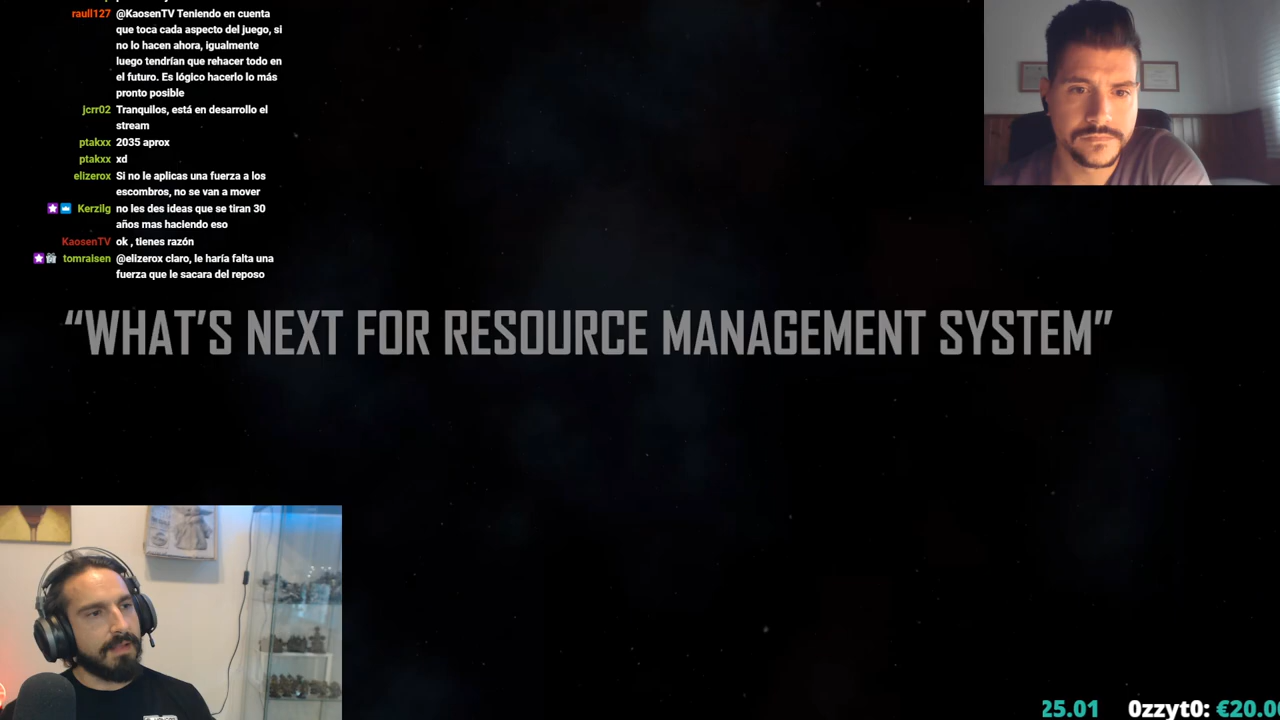 raull127 @KaosenTV Teniendo en cuenta
que toca cada aspecto del juego, si
no lo hacen ahora, igualmente
luego tendrían que rehacer todo en
el futuro. Es lógico hacerlo lo más
pronto posible
jcrr02 Tranquilos, está en desarrollo el
stream
ptakxx 2035 aprox
ptakxx xd
elizerox Si no le aplicas una fuerza a los
escombros, no se van a mover
Kerzilg no les des ideas que se tiran 30
años mas haciendo eso
KaosenTV ok , tienes razón
tomraisen @elizerox claro, le haría falta una
fuerza que le sacara del reposo
“WHAT’S NEXT FOR RESOURCE MANAGEMENT SYSTEM”
25.01 0zzyt0: €20.0